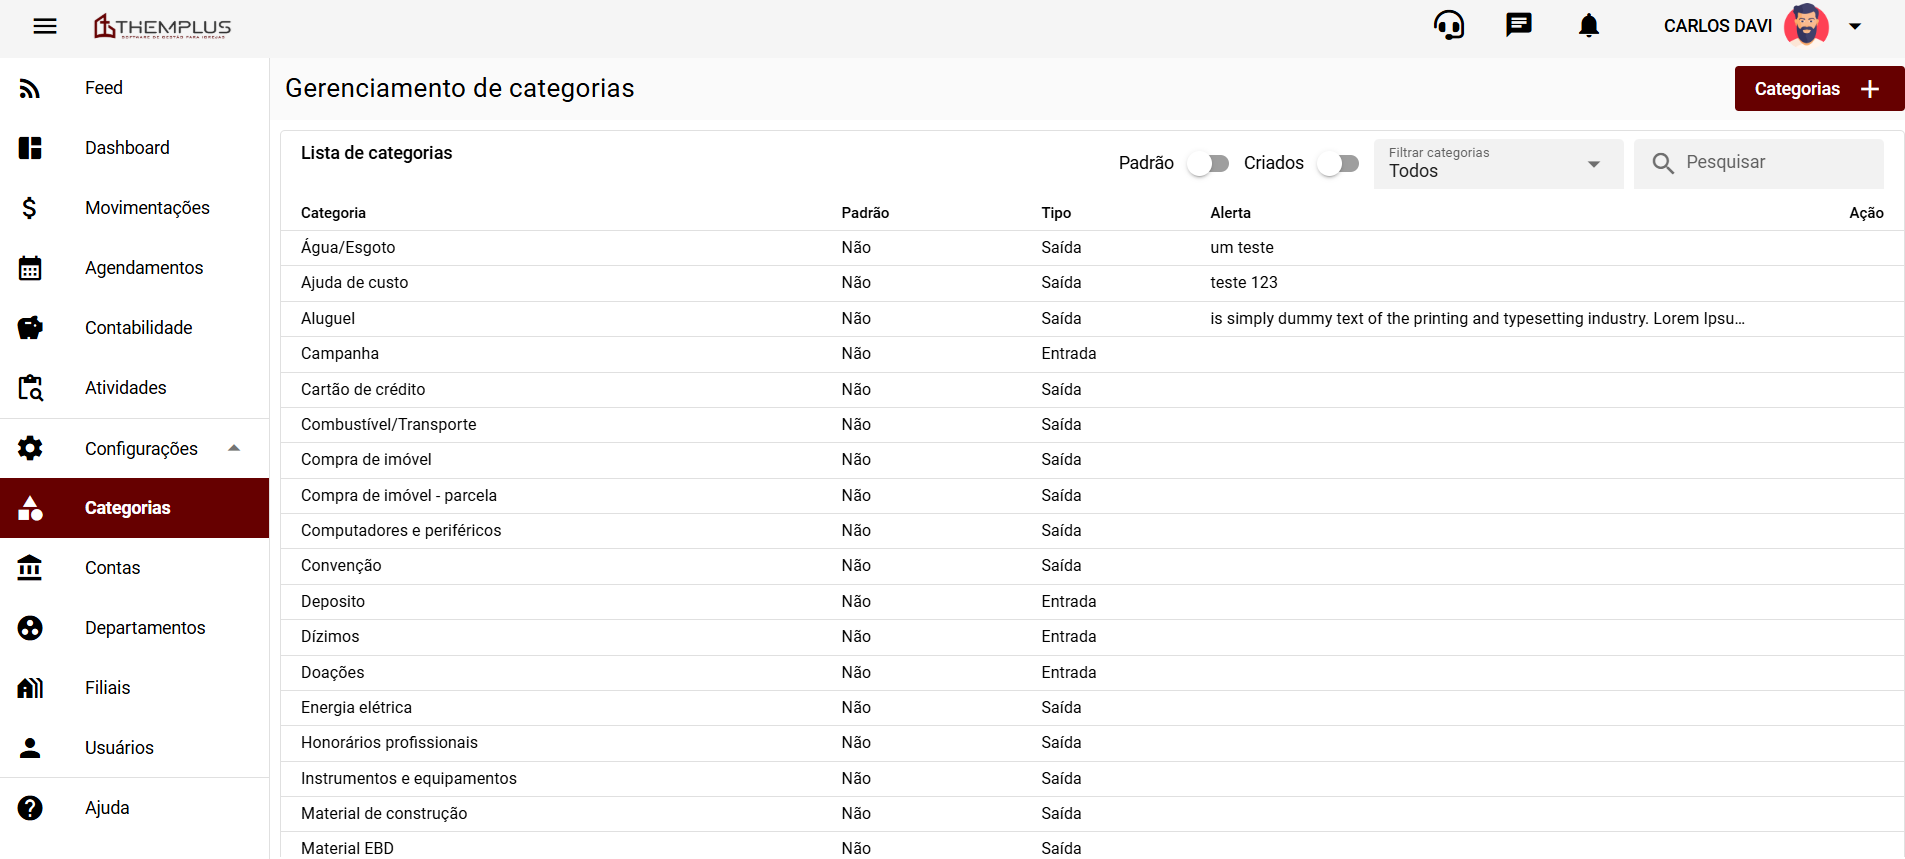 THEMPLUS
SOFTWARE DE GESTÃO PARA IGREJAS
CARLOS DAVI
Feed
Dashboard
Movimentações
Agendamentos
Contabilidade
Atividades
Configurações
Categorias
Contas
Departamentos
Filiais
Usuários
Ajuda
Gerenciamento de categorias
Categorias
Lista de categorias
Padrão
Criados
Filtrar categorias
Todos
Pesquisar
Categoria Padrão Tipo Alerta Ação
Água/Esgoto Não Saída um teste
Ajuda de custo Não Saída teste 123
Aluguel Não Saída is simply dummy text of the printing and typesetting industry. Lorem Ipsu...
Campanha Não Entrada
Cartão de crédito Não Saída
Combustível/Transporte Não Saída
Compra de imóvel Não Saída
Compra de imóvel - parcela Não Saída
Computadores e periféricos Não Saída
Convenção Não Saída
Deposito Não Entrada
Dízimos Não Entrada
Doações Não Entrada
Energia elétrica Não Saída
Honorários profissionais Não Saída
Instrumentos e equipamentos Não Saída
Material de construção Não Saída
Material EBD Não Saída